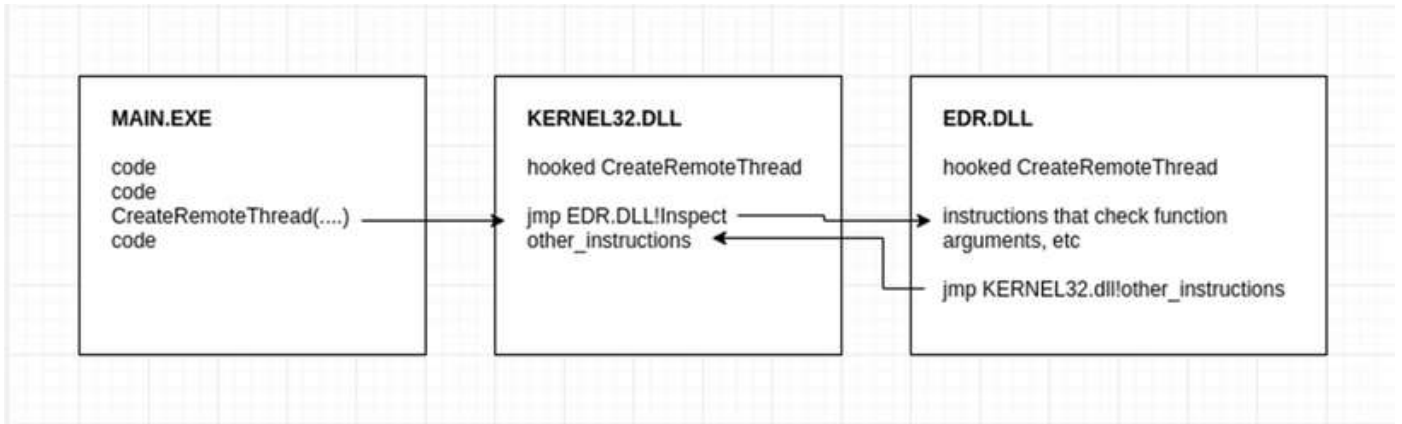 MAIN.EXE
code
code
CreateRemoteThread(....)
code
KERNEL32.DLL
hooked CreateRemoteThread
jmp EDR.DLL!Inspect
other_instructions
EDR.DLL
hooked CreateRemoteThread
instructions that check function
arguments, etc
jmp KERNEL32.dll!other_instructions